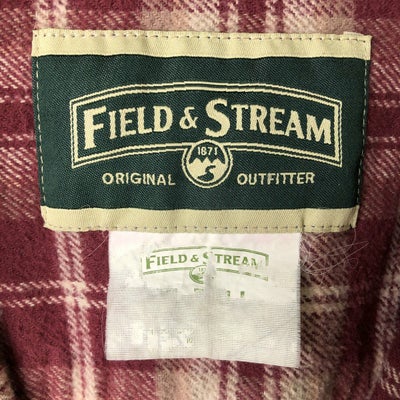 FIELD & STREAM
1871
ORIGINAL OUTFITTER
FIELD & STREAM